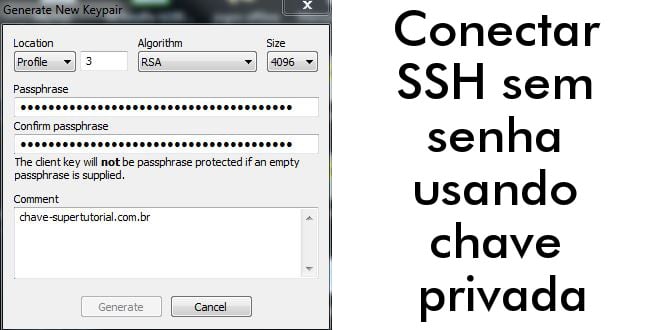 Generate New Keypair
Location Algorithm Size
Profile 3 RSA 4096
Passphrase
••••••••••••••••••••••••••••••••••••••••
Confirm passphrase
••••••••••••••••••••••••••••••••••••••••
The client key will not be passphrase protected if an empty
passphrase is supplied.
Comment
chave-supertutorial.com.br
Generate Cancel
Conectar
SSH sem
senha
usando
chave
privada